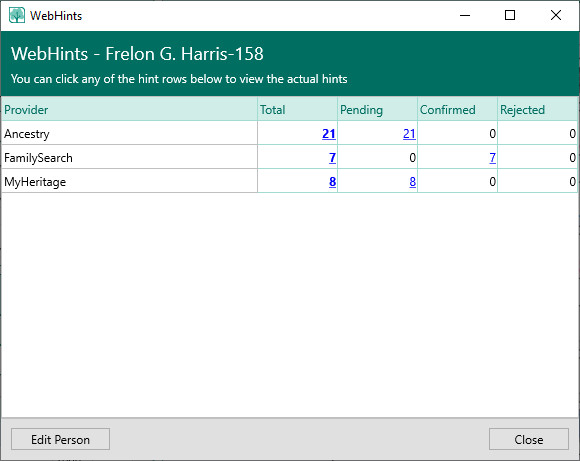 WebHints
WebHints - Frelon G. Harris-158
You can click any of the hint rows below to view the actual hints
Provider Total Pending Confirmed Rejected
Ancestry 21 21 0 0
FamilySearch 7 0 7 0
MyHeritage 8 8 0 0
Edit Person Close